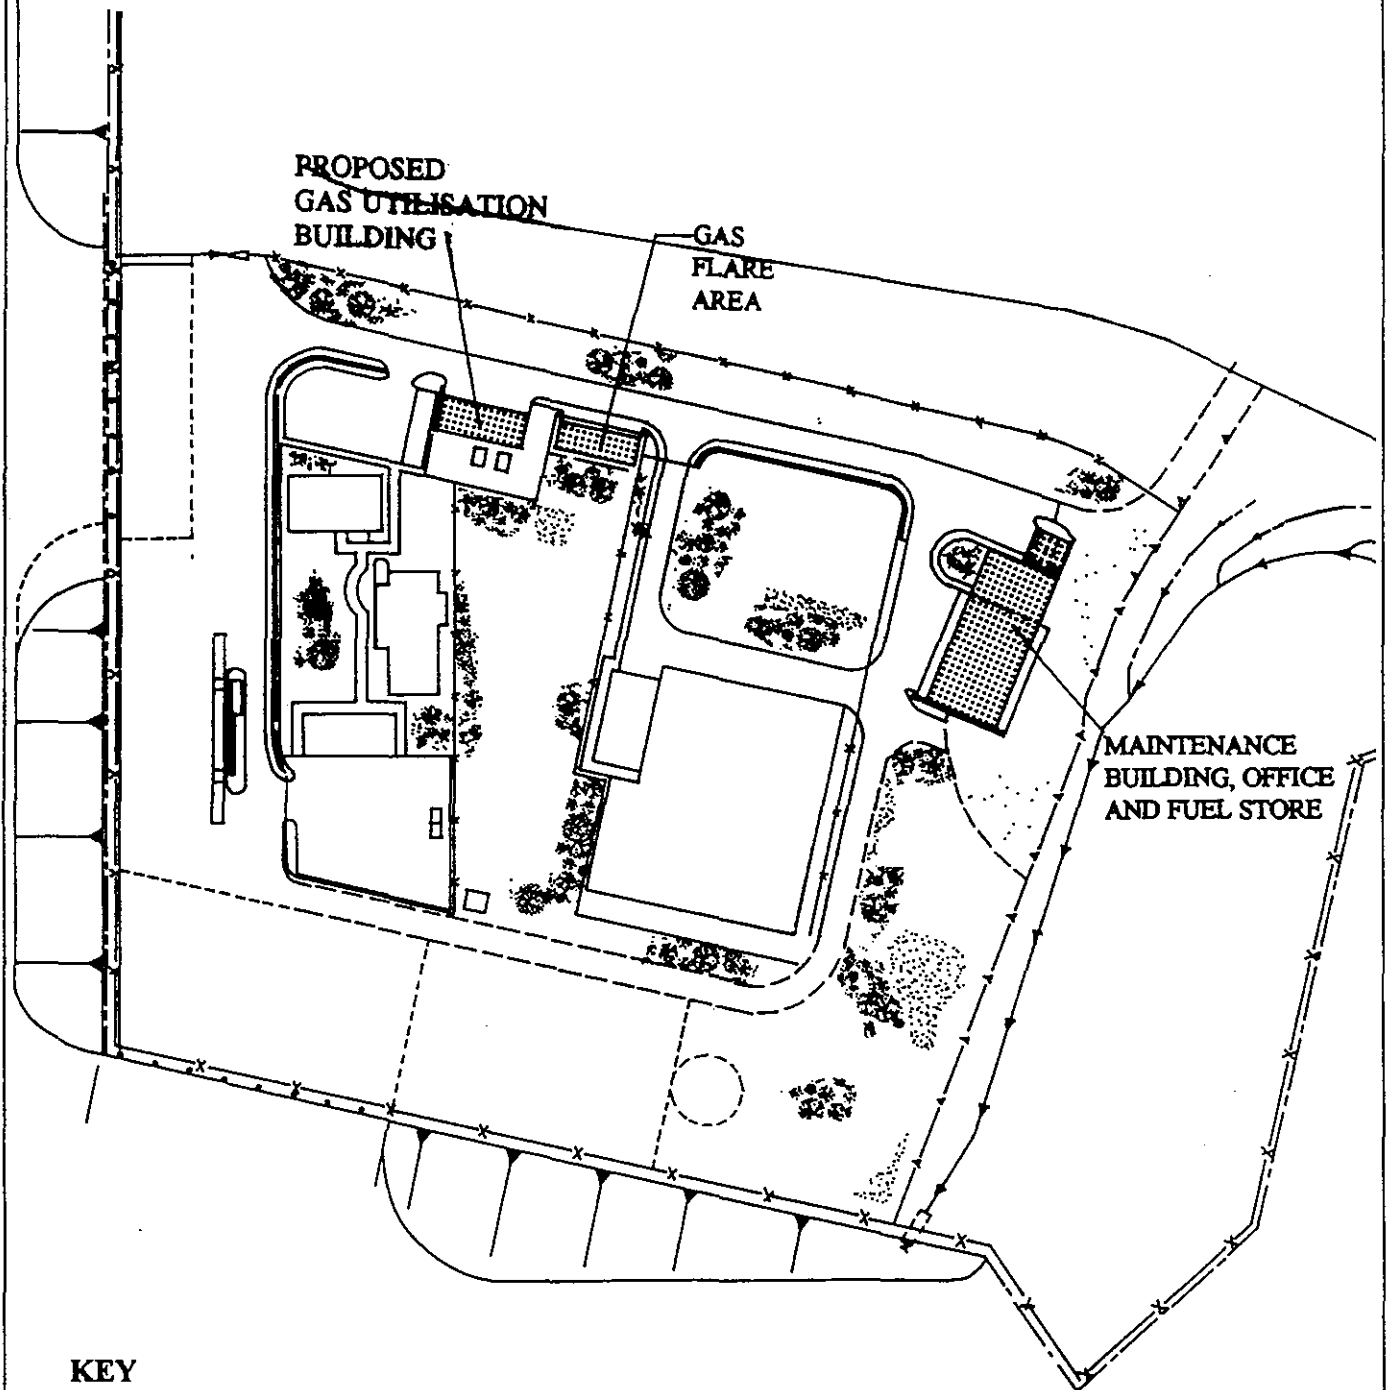 PROPOSED
GAS UTILISATION
BUILDING
GAS
FLARE
AREA
MAINTENANCE
BUILDING, OFFICE
AND FUEL STORE
KEY